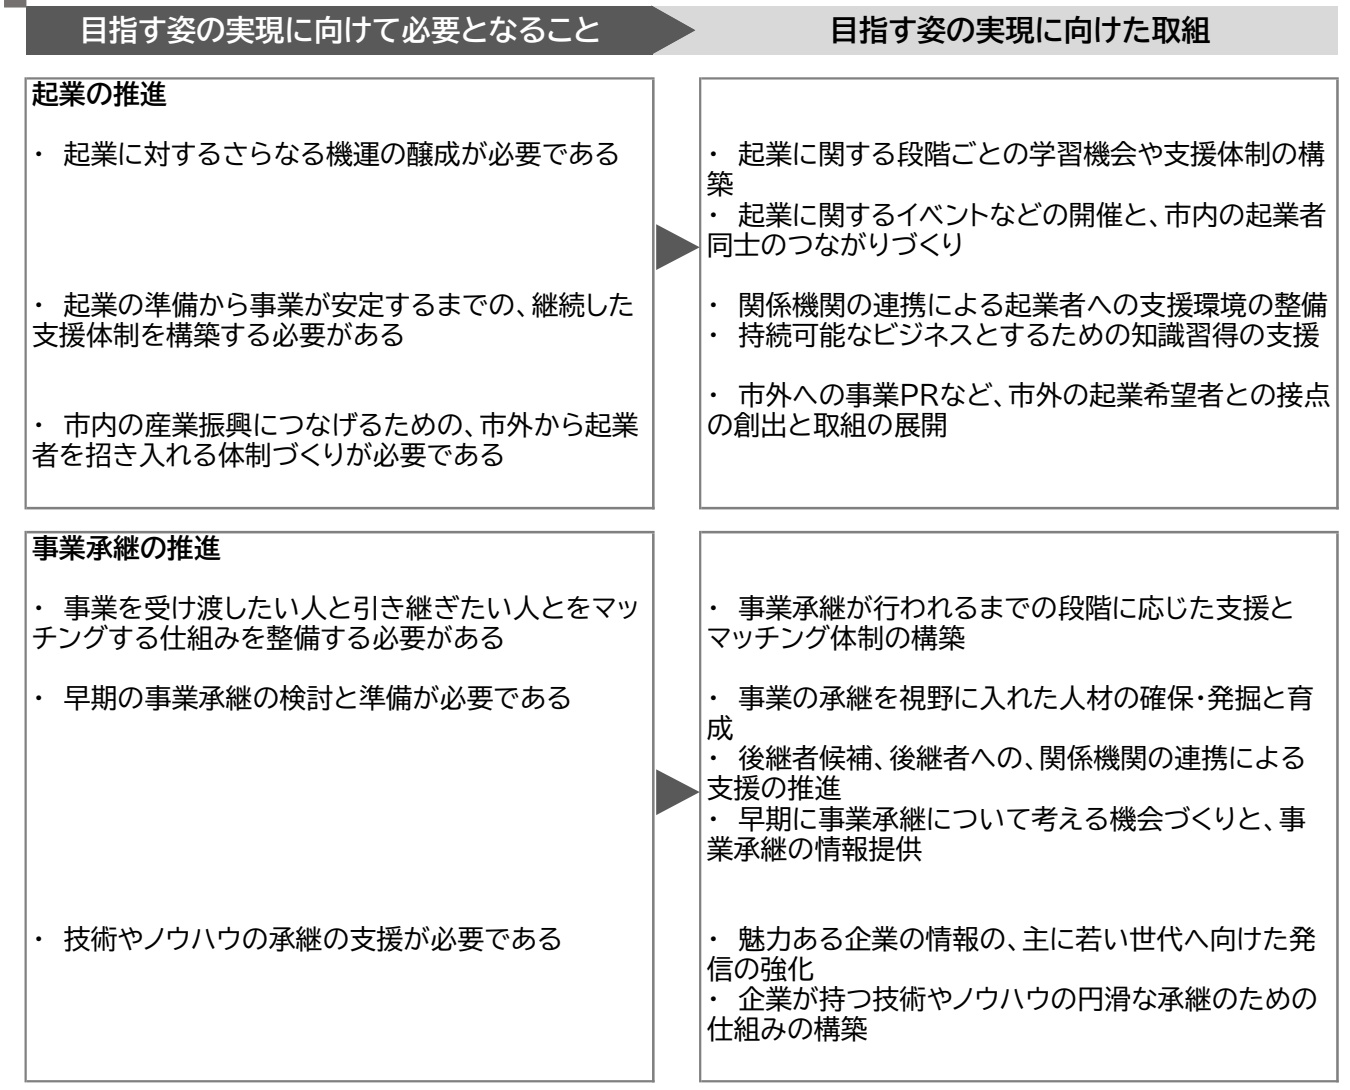 目指す姿の実現に向けて必要となること
目指す姿の実現に向けた取組
起業の推進
・ 起業に対するさらなる機運の醸成が必要である
・ 起業の準備から事業が安定するまでの、継続した
支援体制を構築する必要がある
・ 市内の産業振興につなげるための、市外から起業
者を招き入れる体制づくりが必要である
・ 起業に関する段階ごとの学習機会や支援体制の構
築
・ 起業に関するイベントなどの開催と、市内の起業者
同士のつながりづくり
・ 関係機関の連携による起業者への支援環境の整備
・ 持続可能なビジネスとするための知識習得の支援
・ 市外への事業PRなど、市外の起業希望者との接点
の創出と取組の展開
事業承継の推進
・ 事業を受け渡したい人と引き継ぎたい人とをマッ
チングする仕組みを整備する必要がある
・ 早期の事業承継の検討と準備が必要である
・ 技術やノウハウの承継の支援が必要である
・ 事業承継が行われるまでの段階に応じた支援と
マッチング体制の構築
・ 事業の承継を視野に入れた人材の確保・発掘と育
成
・ 後継者候補、後継者への、関係機関の連携による
支援の推進
・ 早期に事業承継について考える機会づくりと、事
業承継の情報提供
・ 魅力ある企業の情報の、主に若い世代へ向けた発
信の強化
・ 企業が持つ技術やノウハウの円滑な承継のための
仕組みの構築